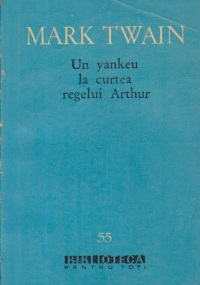 MARK TWAIN
Un yankeu
la curtea
regelui Arthur
55
BIBLIOTECA
PENTRU TOȚI